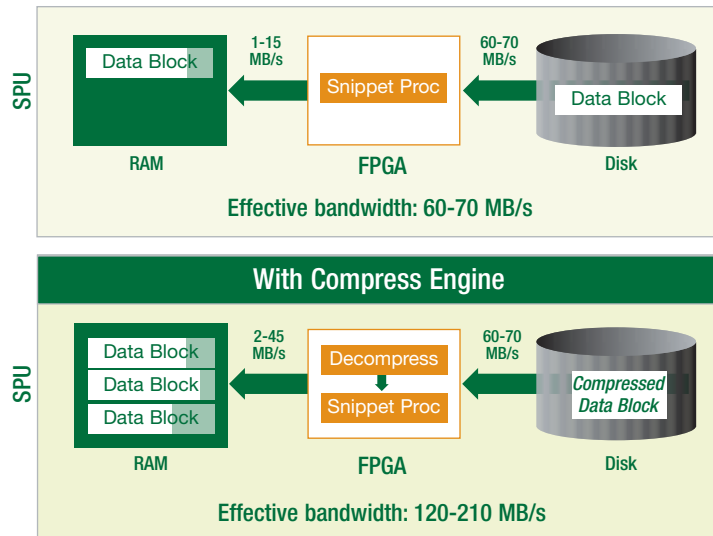 SPU
1-15
MB/s
60-70
MB/s
Data Block
Snippet Proc
Data Block
RAM
FPGA
Disk
Effective bandwidth: 60-70 MB/s
With Compress Engine
SPU
2-45
MB/s
60-70
MB/s
Data Block
Data Block
Data Block
Decompress
Snippet Proc
Compressed
Data Block
RAM
FPGA
Disk
Effective bandwidth: 120-210 MB/s